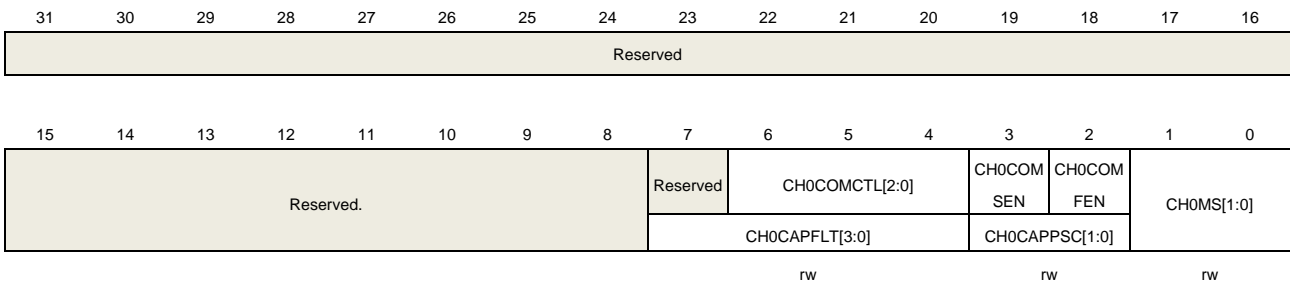 31 30 29 28 27 26 25 24 23 22 21 20 19 18 17 16
Reserved
15 14 13 12 11 10 9 8 7 6 5 4 3 2 1 0
Reserved.
Reserved
CH0COMCTL[2:0]
CH0COM
SEN
CH0COM
FEN
CH0MS[1:0]
CH0CAPFLT[3:0]
CH0CAPPSC[1:0]
rw rw rw